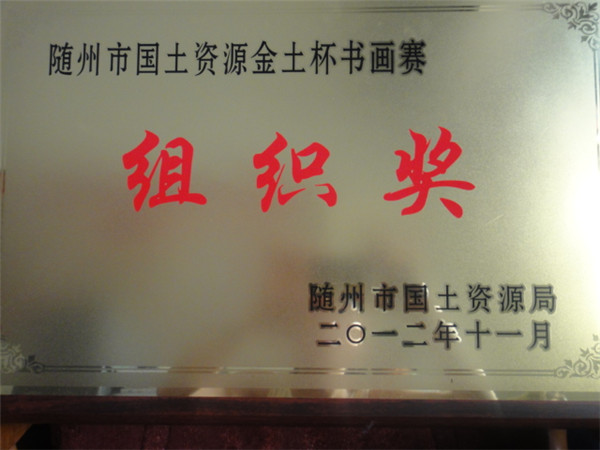 随州市国土资源金土杯书画赛
组织奖
随州市国土资源局
二〇一二年十一月